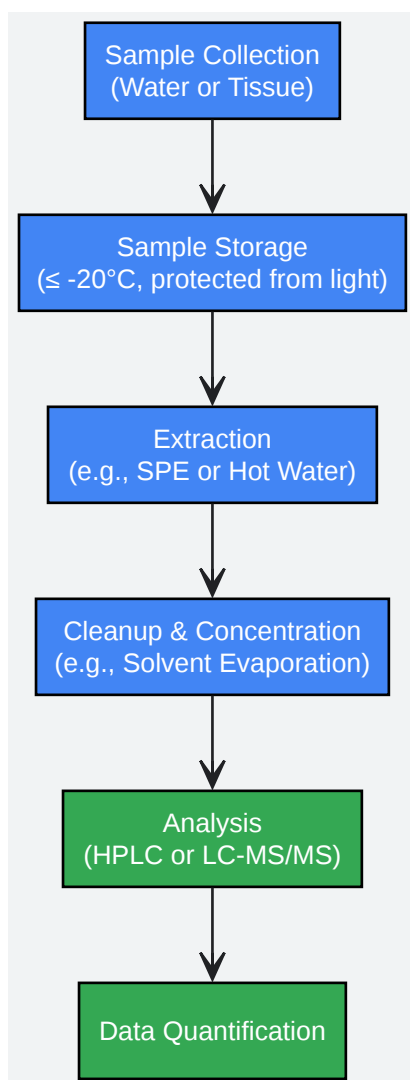 Sample Collection
(Water or Tissue)
Sample Storage
(≤ -20°C, protected from light)
Extraction
(e.g., SPE or Hot Water)
Cleanup & Concentration
(e.g., Solvent Evaporation)
Analysis
(HPLC or LC-MS/MS)
Data Quantification